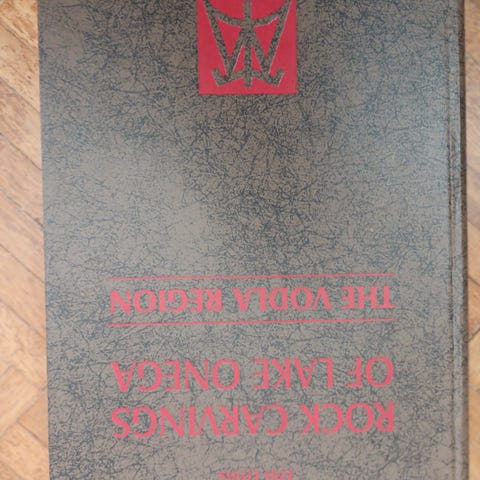 ROCK CARVINGS
OF LAKE ONEGA
THE VODLA REGION